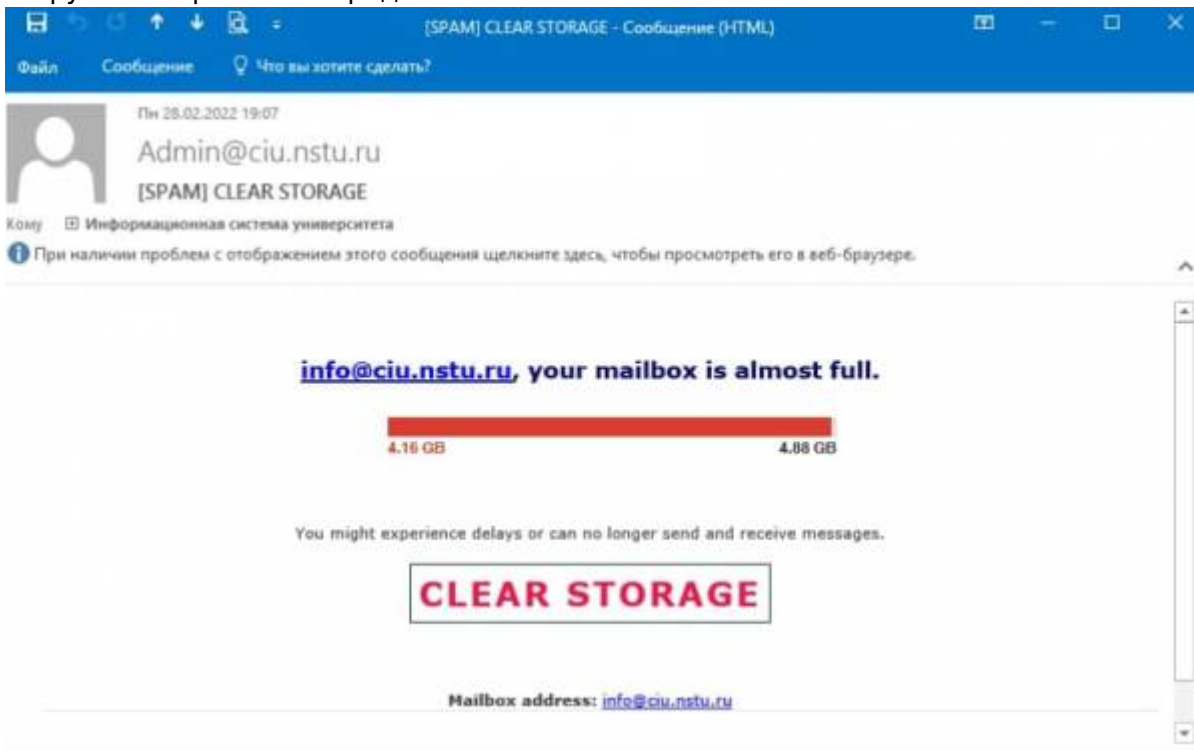 [SPAM] CLEAR STORAGE - Сообщение (HTML)
Файл Сообщение Что вы хотите сделать?
Пн 28.02.2022 19:07
Admin@ciu.nstu.ru
[SPAM] CLEAR STORAGE
Кому Информационная система университета
При наличии проблем с отображением этого сообщения щелкните здесь, чтобы просмотреть его в веб-браузере.
info@ciu.nstu.ru, your mailbox is almost full.
4.16 GB 4.88 GB
You might experience delays or can no longer send and receive messages.
CLEAR STORAGE
Mailbox address: info@ciu.nstu.ru